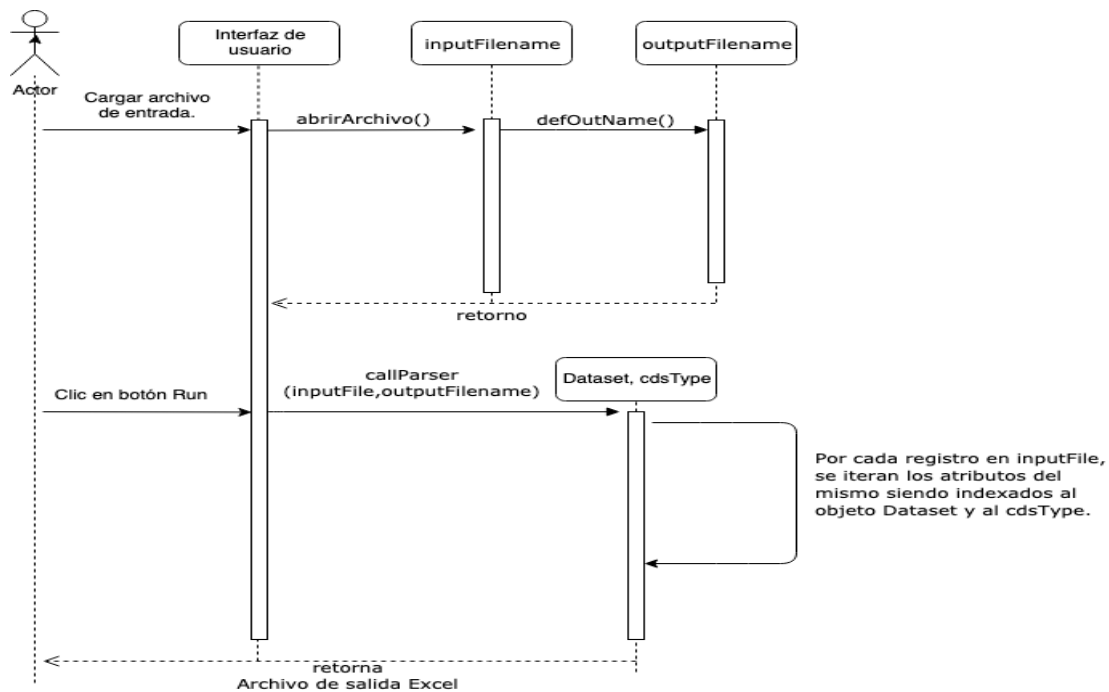 Interfaz de
usuario
inputFilename
outputFilename
Actor
Cargar archivo
de entrada.
abrirArchivo()
defOutName()
retorno
callParser
(inputFile,outputFilename)
Dataset, cdsType
Clic en botón Run
Por cada registro en inputFile,
se iteran los atributos del
mismo siendo indexados al
objeto Dataset y al cdsType.
retorna
Archivo de salida Excel